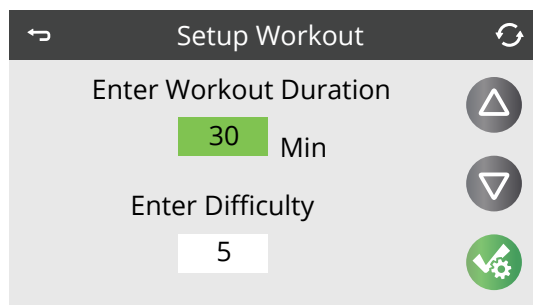 Setup Workout
Enter Workout Duration
30 Min
Enter Difficulty
5